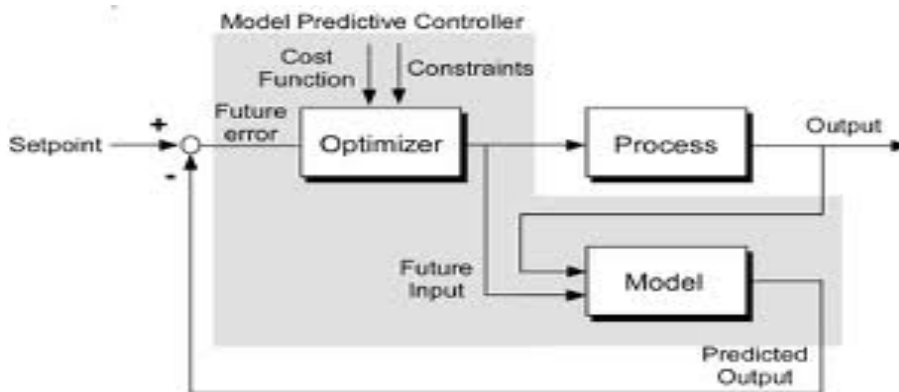 Model Predictive Controller
Cost
Function
Constraints
Future
error
+
Setpoint
-
Optimizer
Process
Output
Future
Input
Model
Predicted
Output